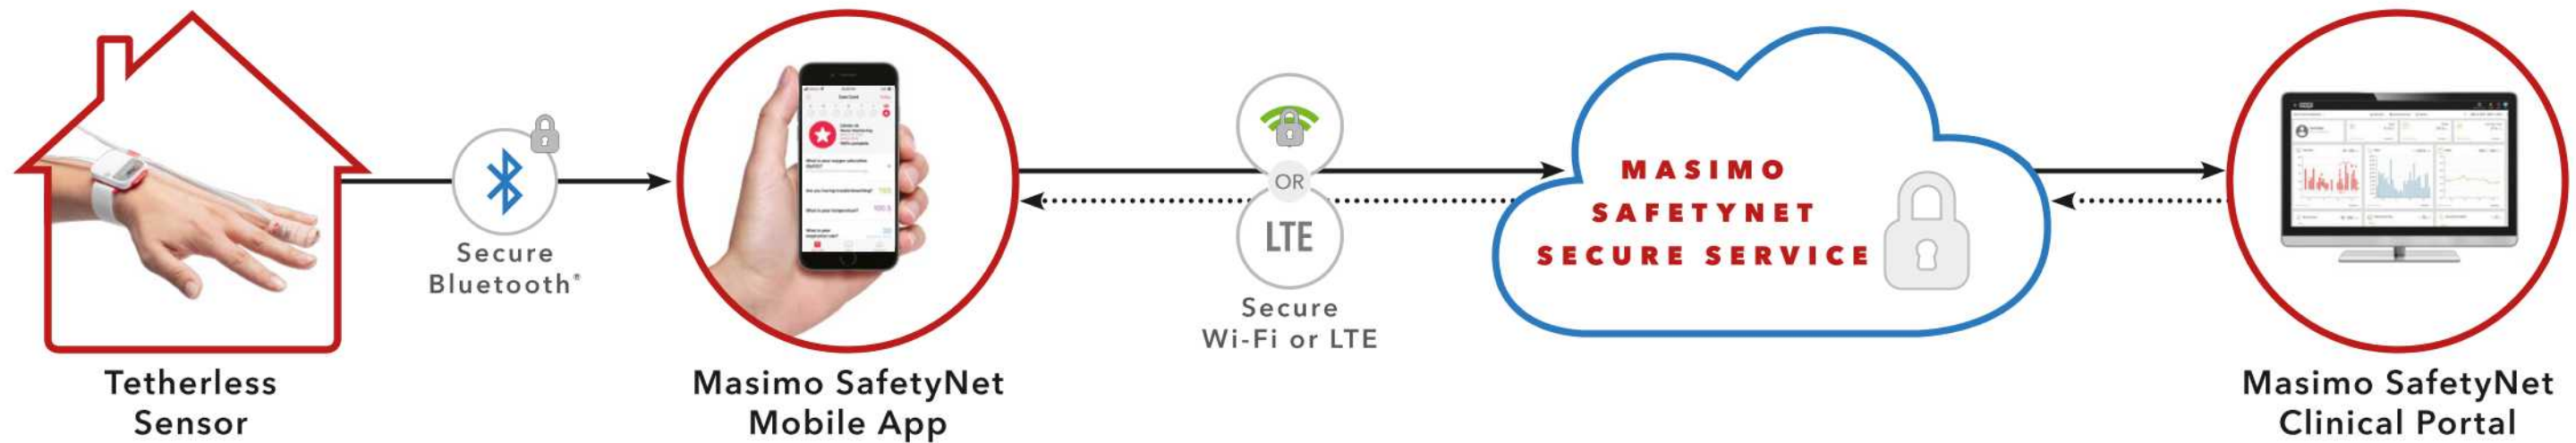 Tetherless
Sensor
Secure
Bluetooth®
Masimo SafetyNet
Mobile App
OR
LTE
Secure
Wi-Fi or LTE
MASIMO
SAFETYNET
SECURE SERVICE
Masimo SafetyNet
Clinical Portal